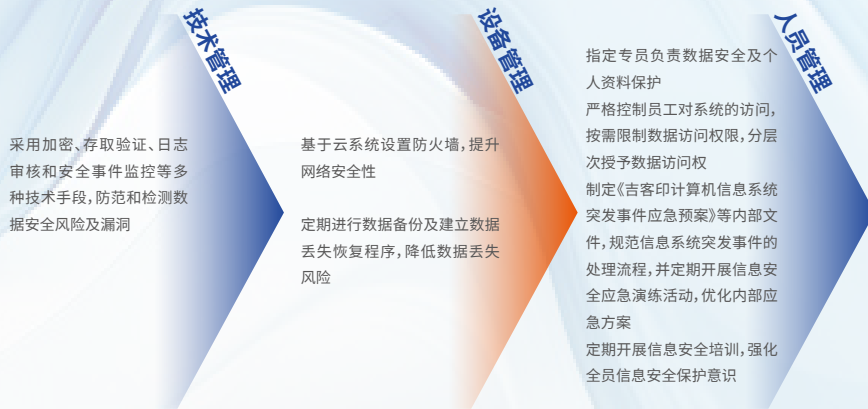 技术管理
采用加密、存取验证、日志
审核和安全事件监控等多
种技术手段，防范和检测数
据安全风险及漏洞
设备管理
基于云系统设置防火墙，提升
网络安全性
定期进行数据备份及建立数据
丢失恢复程序，降低数据丢失
风险
人员管理
指定专员负责数据安全及个
人资料保护
严格控制员工对系统的访问，
按需限制数据访问权限，分层
次授予数据访问权
制定《吉客印计算机信息系统
突发事件应急预案》等内部文
件，规范信息系统突发事件的
处理流程，并定期开展信息安
全应急演练活动，优化内部应
急方案
定期开展信息安全培训，强化
全员信息安全保护意识